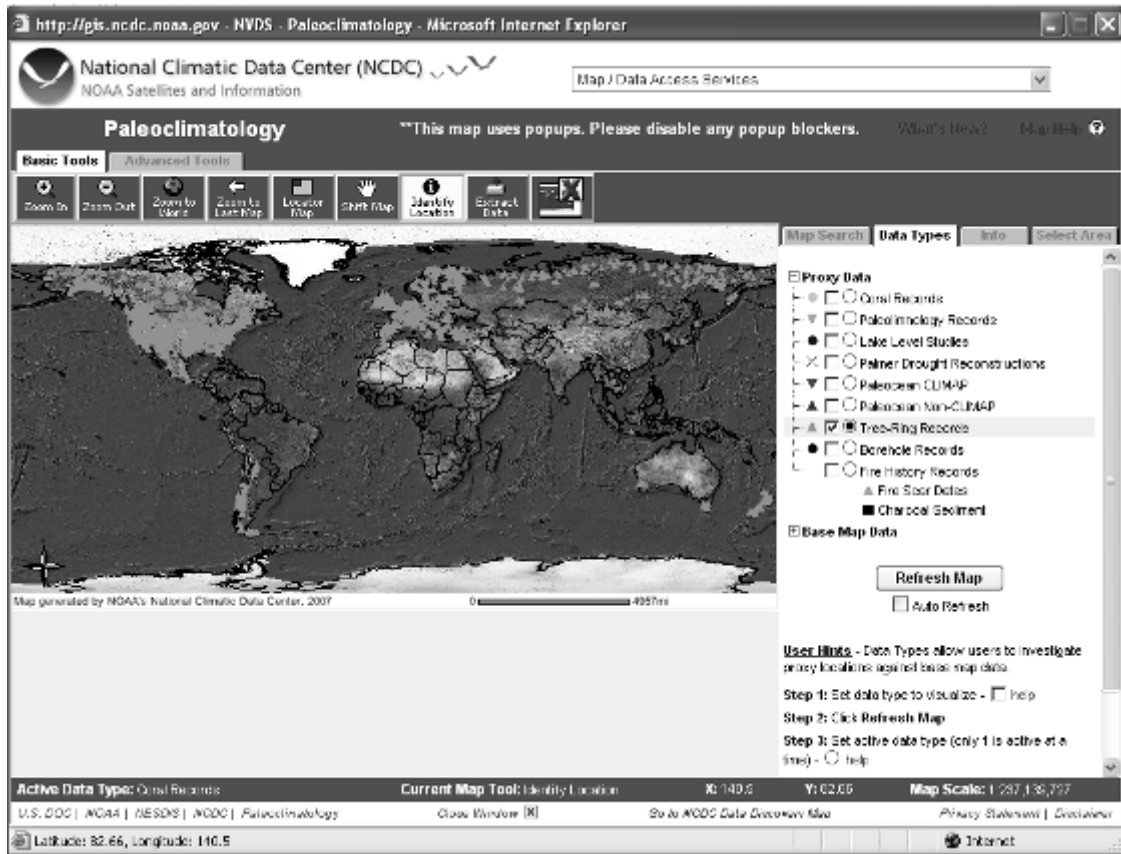 http://gis.ncdc.noaa.gov - NVDS - Paleoclimatology - Microsoft Internet Explorer
National Climatic Data Center (NCDC)
NOAA Satellites and Information
Map / Data Access Services
Paleoclimatology
**This map uses popups. Please disable any popup blockers.
What's New?
Map Help
Basic Tools
Advanced Tools
Zoom In
Zoom Out
Zoom to World
Zoom to Last Map
Locator Map
Shift Map
Identify Location
Extract Data
Map Search
Data Types
Info
Select Area
Proxy Data
Coral Records
Paleolimnology Records
Lake Level Studies
Palmer Drought Reconstructions
Paleocean CLIMAP
Paleocean Non-CLIMAP
Tree-Ring Records
Borehole Records
Fire History Records
Fire Scar Dates
Charcoal Sediment
Base Map Data
Refresh Map
Auto Refresh
Map generated by NOAA's National Climatic Data Center, 2007
0
4967mi
User Hints - Data Types allow users to investigate
proxy locations against base map data.
Step 1: Set data type to visualize - help
Step 2: Click Refresh Map
Step 3: Set active data type (only 1 is active at a
time) - help
Active Data Type: Coral Records
Current Map Tool: Identify Location
X: 140.5
Y: 82.66
Map Scale:
U.S. DOC | NOAA | NESDIS | NCDC | Paleoclimatology
Close Window [X]
Go to NCDC Data Discovery Map
Privacy Statement | Disclaimer
Latitude: 82.66, Longitude: 140.5
Internet